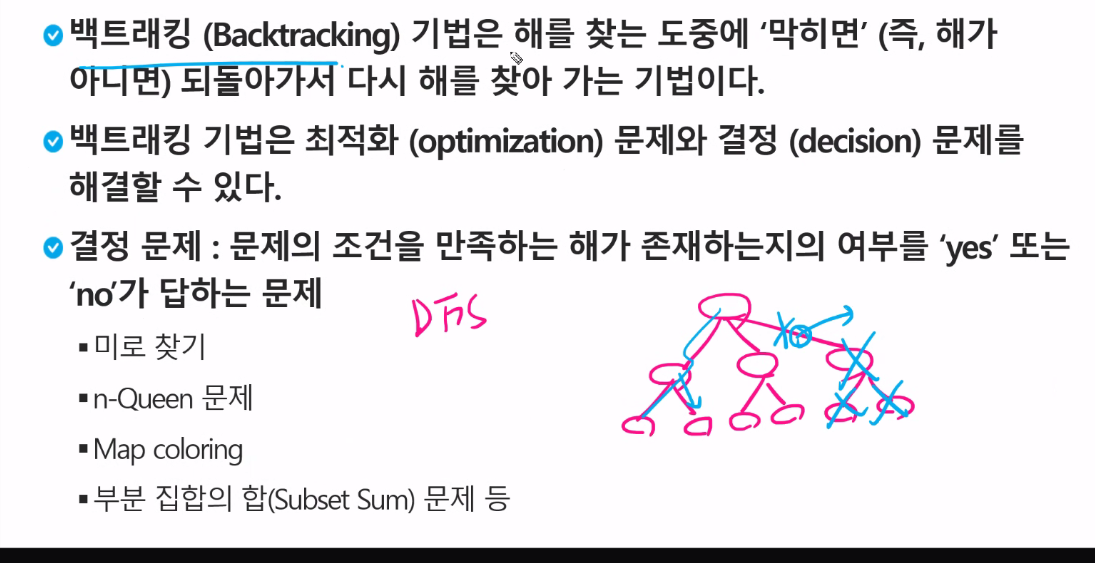 백트래킹 (Backtracking) 기법은 해를 찾는 도중에 ‘막히면’ (즉, 해가
아니면) 되돌아가서 다시 해를 찾아 가는 기법이다.
백트래킹 기법은 최적화 (optimization) 문제와 결정 (decision) 문제를
해결할 수 있다.
결정 문제 : 문제의 조건을 만족하는 해가 존재하는지의 여부를 ‘yes’ 또는
‘no’가 답하는 문제
DFS
▪미로 찾기
▪n-Queen 문제
▪Map coloring
▪부분 집합의 합(Subset Sum) 문제 등